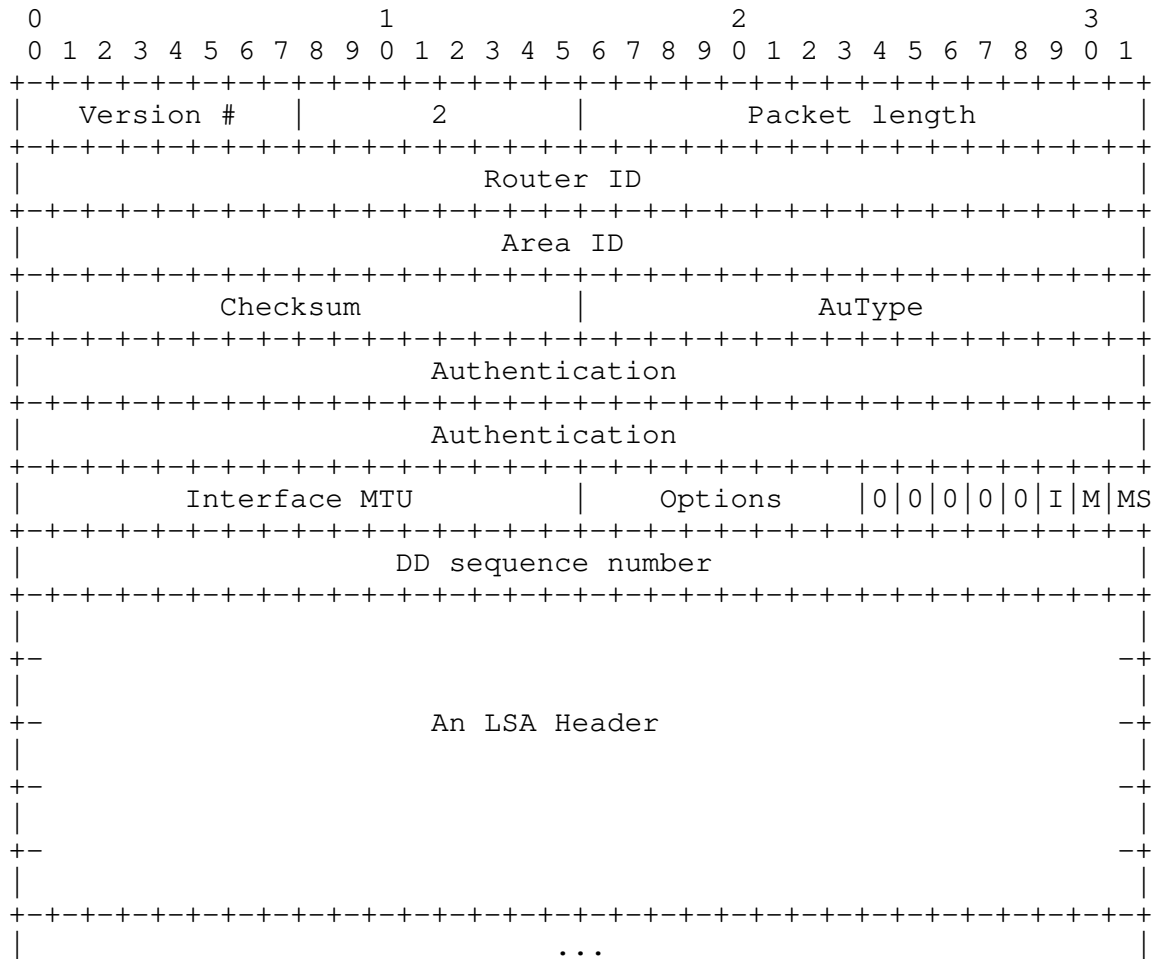 0                   1                   2                   3
 0 1 2 3 4 5 6 7 8 9 0 1 2 3 4 5 6 7 8 9 0 1 2 3 4 5 6 7 8 9 0 1
+-+-+-+-+-+-+-+-+-+-+-+-+-+-+-+-+-+-+-+-+-+-+-+-+-+-+-+-+-+-+-+-+
|   Version #   |       2       |         Packet length         |
+-+-+-+-+-+-+-+-+-+-+-+-+-+-+-+-+-+-+-+-+-+-+-+-+-+-+-+-+-+-+-+-+
|                          Router ID                            |
+-+-+-+-+-+-+-+-+-+-+-+-+-+-+-+-+-+-+-+-+-+-+-+-+-+-+-+-+-+-+-+-+
|                           Area ID                             |
+-+-+-+-+-+-+-+-+-+-+-+-+-+-+-+-+-+-+-+-+-+-+-+-+-+-+-+-+-+-+-+-+
|           Checksum            |             AuType            |
+-+-+-+-+-+-+-+-+-+-+-+-+-+-+-+-+-+-+-+-+-+-+-+-+-+-+-+-+-+-+-+-+
|                       Authentication                          |
+-+-+-+-+-+-+-+-+-+-+-+-+-+-+-+-+-+-+-+-+-+-+-+-+-+-+-+-+-+-+-+-+
|                       Authentication                          |
+-+-+-+-+-+-+-+-+-+-+-+-+-+-+-+-+-+-+-+-+-+-+-+-+-+-+-+-+-+-+-+-+
|         Interface MTU         |    Options    |0|0|0|0|0|I|M|MS
+-+-+-+-+-+-+-+-+-+-+-+-+-+-+-+-+-+-+-+-+-+-+-+-+-+-+-+-+-+-+-+-+
|                     DD sequence number                        |
+-+-+-+-+-+-+-+-+-+-+-+-+-+-+-+-+-+-+-+-+-+-+-+-+-+-+-+-+-+-+-+-+
|                                                               |
+-                                                             -+
|                                                               |
+-                      An LSA Header                          -+
|                                                               |
+-                                                             -+
|                                                               |
+-                                                             -+
|                                                               |
+-+-+-+-+-+-+-+-+-+-+-+-+-+-+-+-+-+-+-+-+-+-+-+-+-+-+-+-+-+-+-+-+
|                              ...                              |